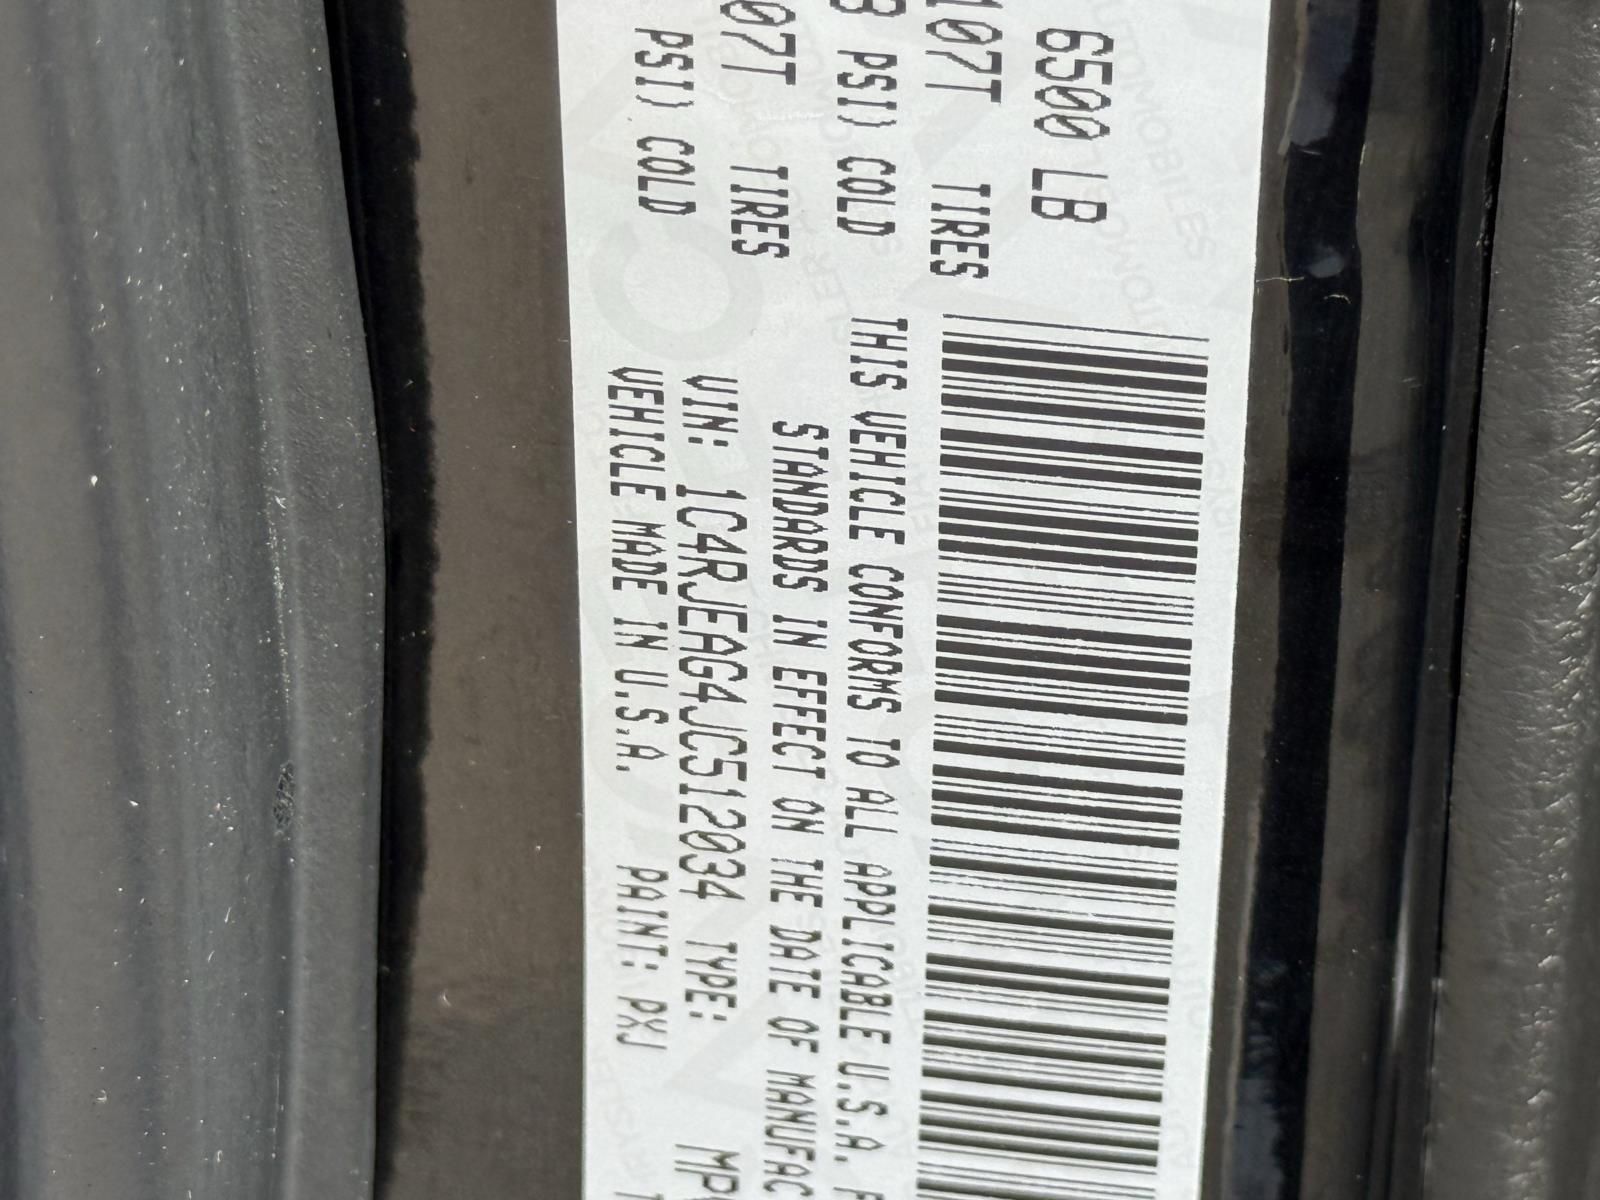 6500 LB
107T TIRES
PSI) COLD
07T TIRES
PSI) COLD
THIS VEHICLE CONFORMS TO ALL APPLICABLE U.S.A. F
STANDARDS IN EFFECT ON THE DATE OF MANUFAC
VIN: 1C4RJEAG4JC512034 TYPE: MP
VEHICLE MADE IN U.S.A. PAINT: PXJ